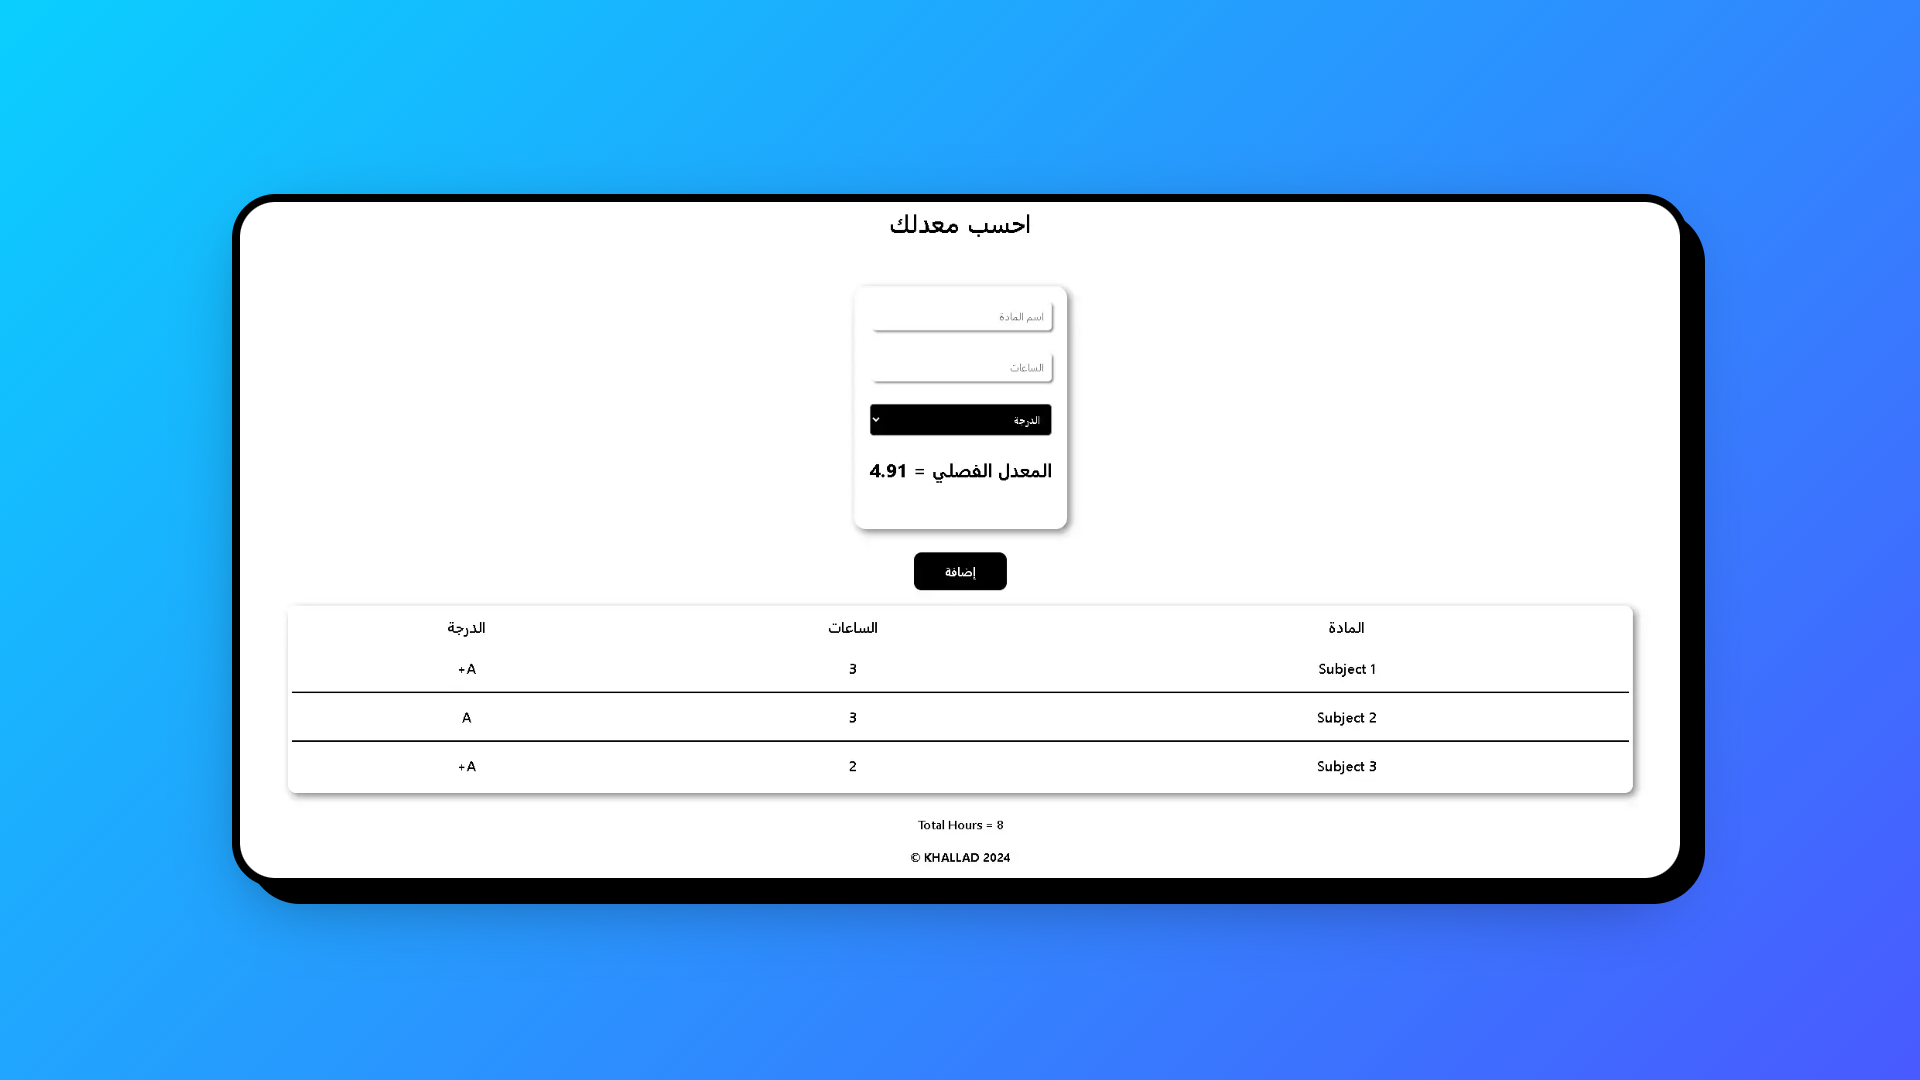 احسب معدلك
اسم المادة
الساعات
الدرجة
المعدل الفصلي = 4.91
إضافة
المادة الساعات الدرجة
Subject 1 3 +A
Subject 2 3 A
Subject 3 2 +A
Total Hours = 8
© KHALLAD 2024